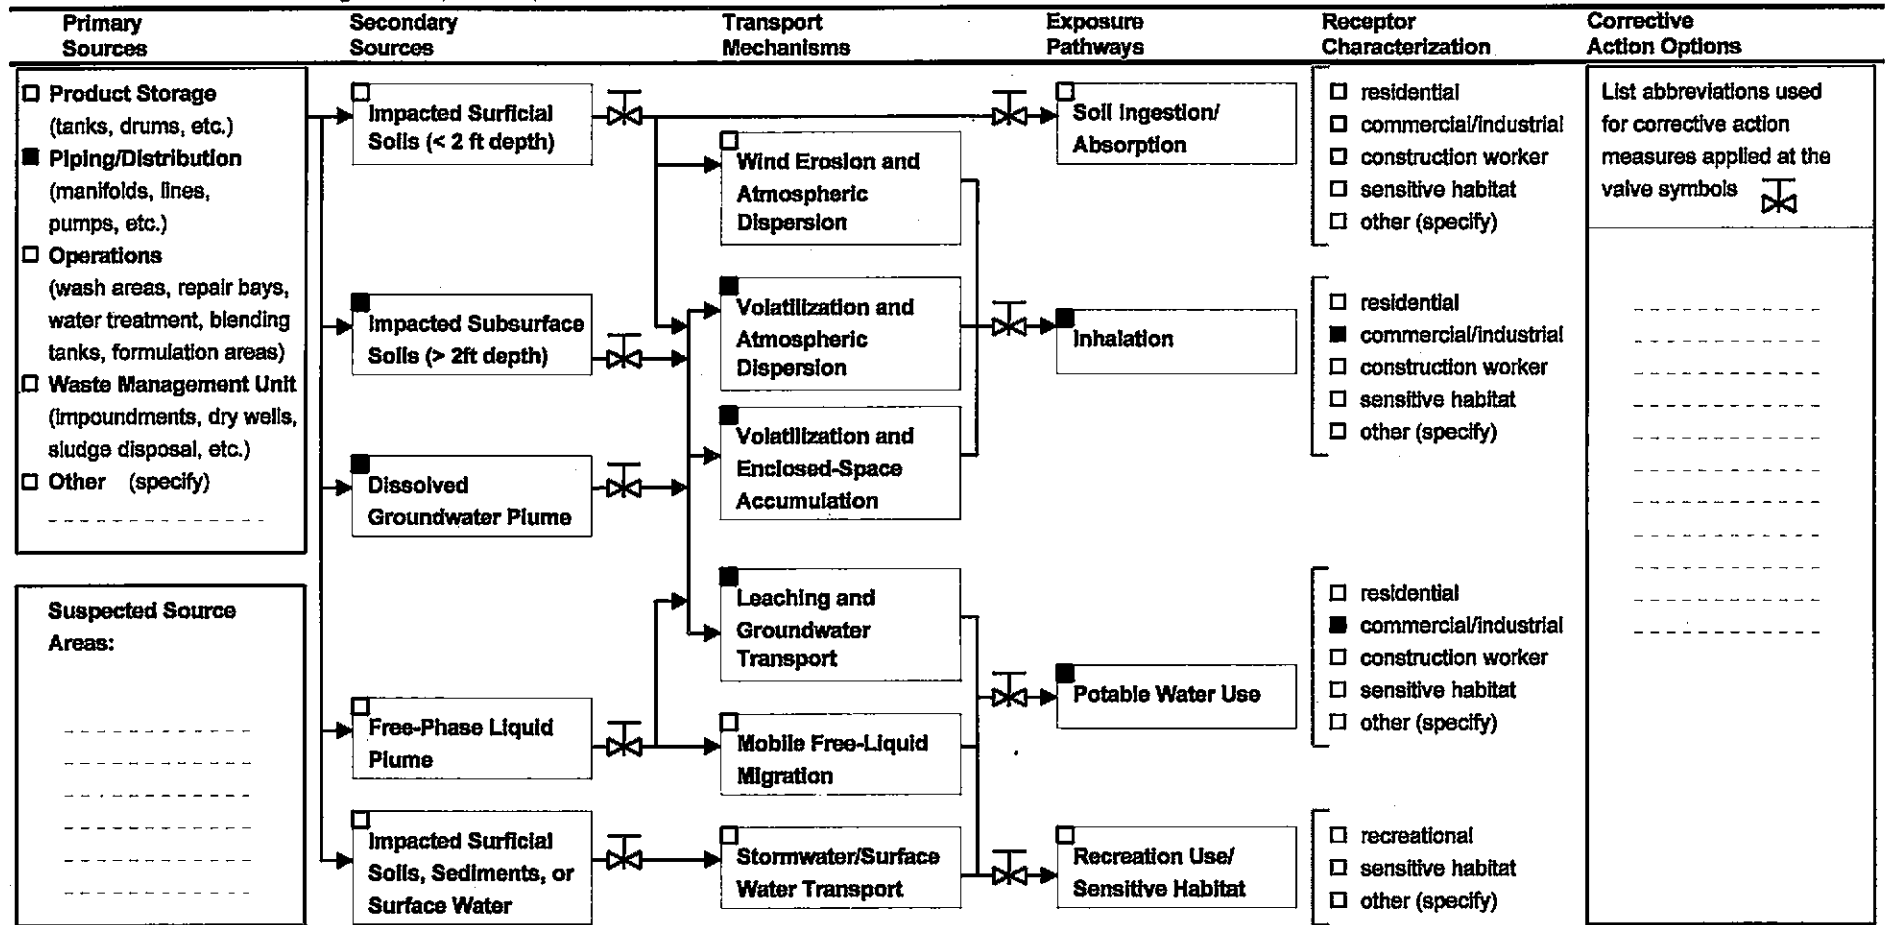 Primary
Sources
Secondary
Sources
Transport
Mechanisms
Exposure
Pathways
Receptor
Characterization
Corrective
Action Options
Product Storage
(tanks, drums, etc.)
Piping/Distribution
(manifolds, lines,
pumps, etc.)
Operations
(wash areas, repair bays,
water treatment, blending
tanks, formulation areas)
Waste Management Unit
(impoundments, dry wells,
sludge disposal, etc.)
Other (specify)
Suspected Source
Areas:
Impacted Surficial
Soils (< 2 ft depth)
Impacted Subsurface
Soils (> 2ft depth)
Dissolved
Groundwater Plume
Free-Phase Liquid
Plume
Impacted Surficial
Soils, Sediments, or
Surface Water
Wind Erosion and
Atmospheric
Dispersion
Volatilization and
Atmospheric
Dispersion
Volatilization and
Enclosed-Space
Accumulation
Leaching and
Groundwater
Transport
Mobile Free-Liquid
Migration
Stormwater/Surface
Water Transport
Soil Ingestion/
Absorption
Inhalation
Potable Water Use
Recreation Use/
Sensitive Habitat
residential
commercial/industrial
construction worker
sensitive habitat
other (specify)
residential
commercial/industrial
construction worker
sensitive habitat
other (specify)
residential
commercial/industrial
construction worker
sensitive habitat
other (specify)
recreational
sensitive habitat
other (specify)
List abbreviations used
for corrective action
measures applied at the
valve symbols